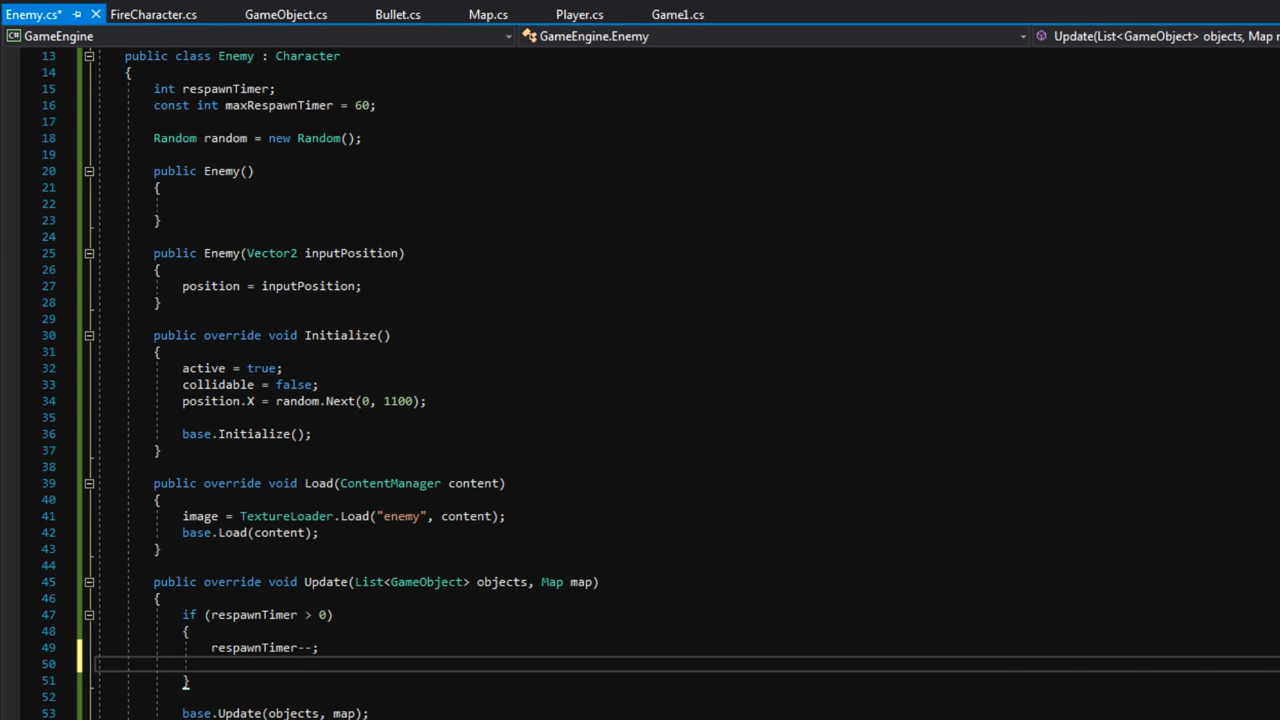 Enemy.cs* FireCharacter.cs GameObject.cs Bullet.cs Map.cs Player.cs Game1.cs
GameEngine GameEngine.Enemy Update(List<GameObject> objects, Map
13 public class Enemy : Character
14 {
15 int respawnTimer;
16 const int maxRespawnTimer = 60;
17
18 Random random = new Random();
19
20 public Enemy()
21 {
22
23 }
24
25 public Enemy(Vector2 inputPosition)
26 {
27 position = inputPosition;
28 }
29
30 public override void Initialize()
31 {
32 active = true;
33 collidable = false;
34 position.X = random.Next(0, 1100);
35
36 base.Initialize();
37 }
38
39 public override void Load(ContentManager content)
40 {
41 image = TextureLoader.Load("enemy", content);
42 base.Load(content);
43 }
44
45 public override void Update(List<GameObject> objects, Map map)
46 {
47 if (respawnTimer > 0)
48 {
49 respawnTimer--;
50
51 }
52
53 base.Update(objects, map);